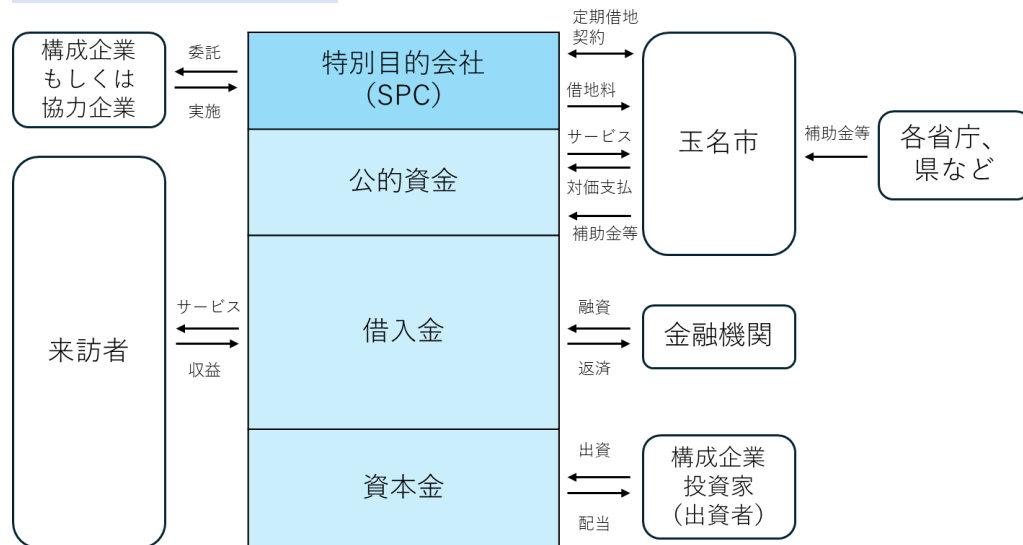 構成企業
もしくは
協力企業
委託
実施
特別目的会社
(SPC)
定期借地
契約
借地料
サービス
対価支払
補助金等
玉名市
補助金等
各省庁、
県など
公的資金
来訪者
サービス
収益
借入金
融資
返済
金融機関
資本金
出資
配当
構成企業
投資家
(出資者)